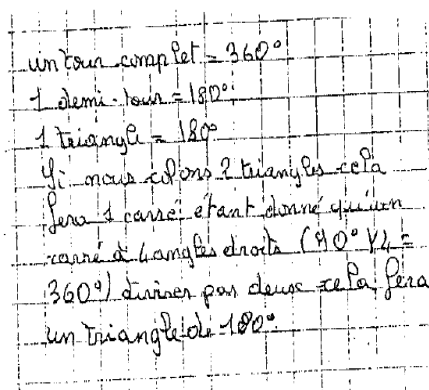 un tour complet = 360°
1 demi-tour = 180°
1 triangle = 180°
Si nous colons 2 triangles cela
fera 1 carré étant donné qu'un
carré à 4 angles droits (90° X4 =
360°) diviser par deux cela fera
un triangle de 180°